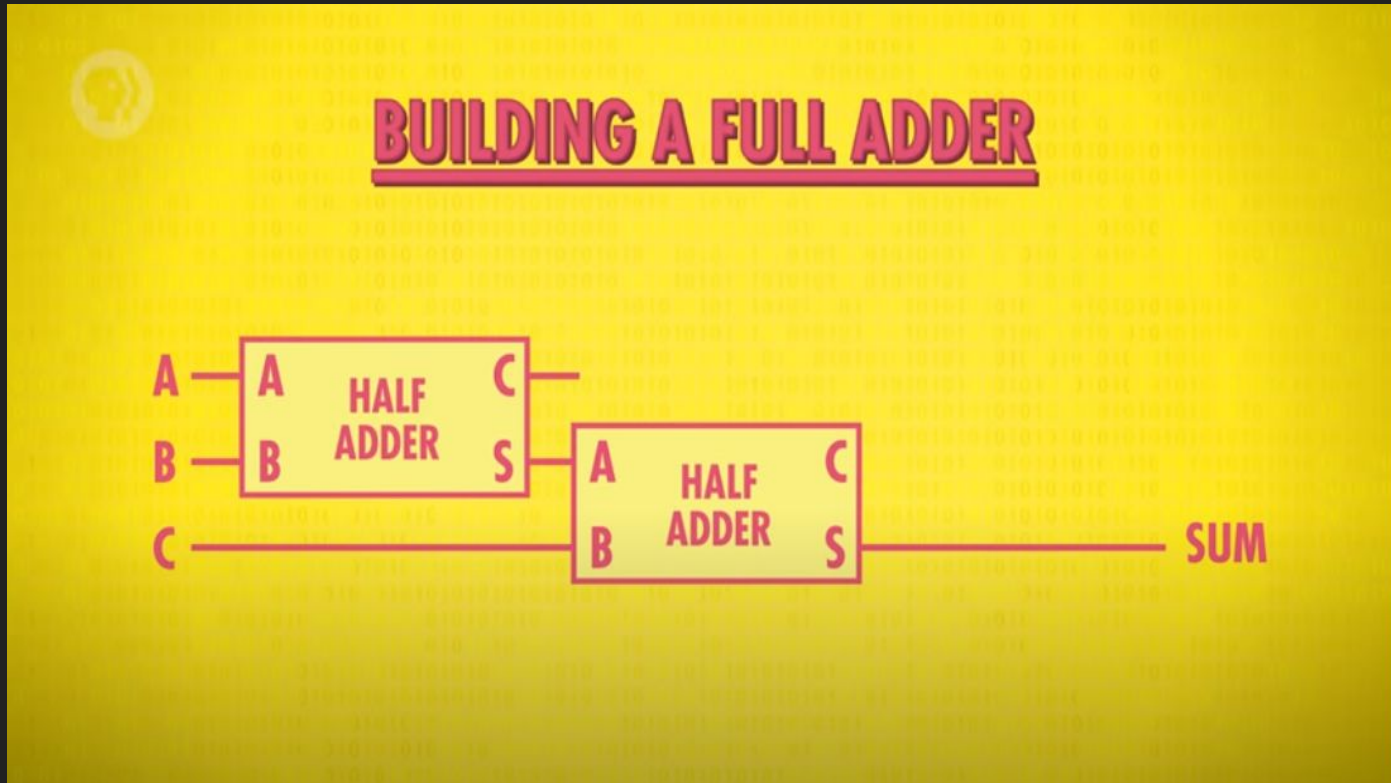 BUILDING A FULL ADDER
A A HALF ADDER C
B B S
A HALF ADDER C
C B S SUM